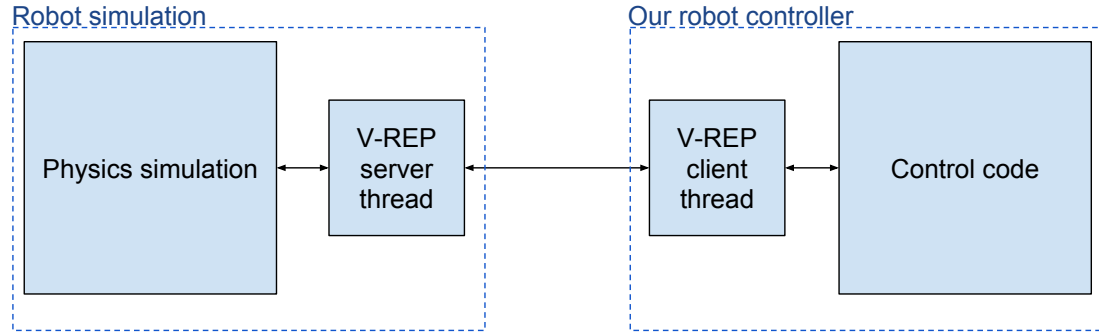 Robot simulation
Our robot controller
Physics simulation
V-REP
server
thread
V-REP
client
thread
Control code